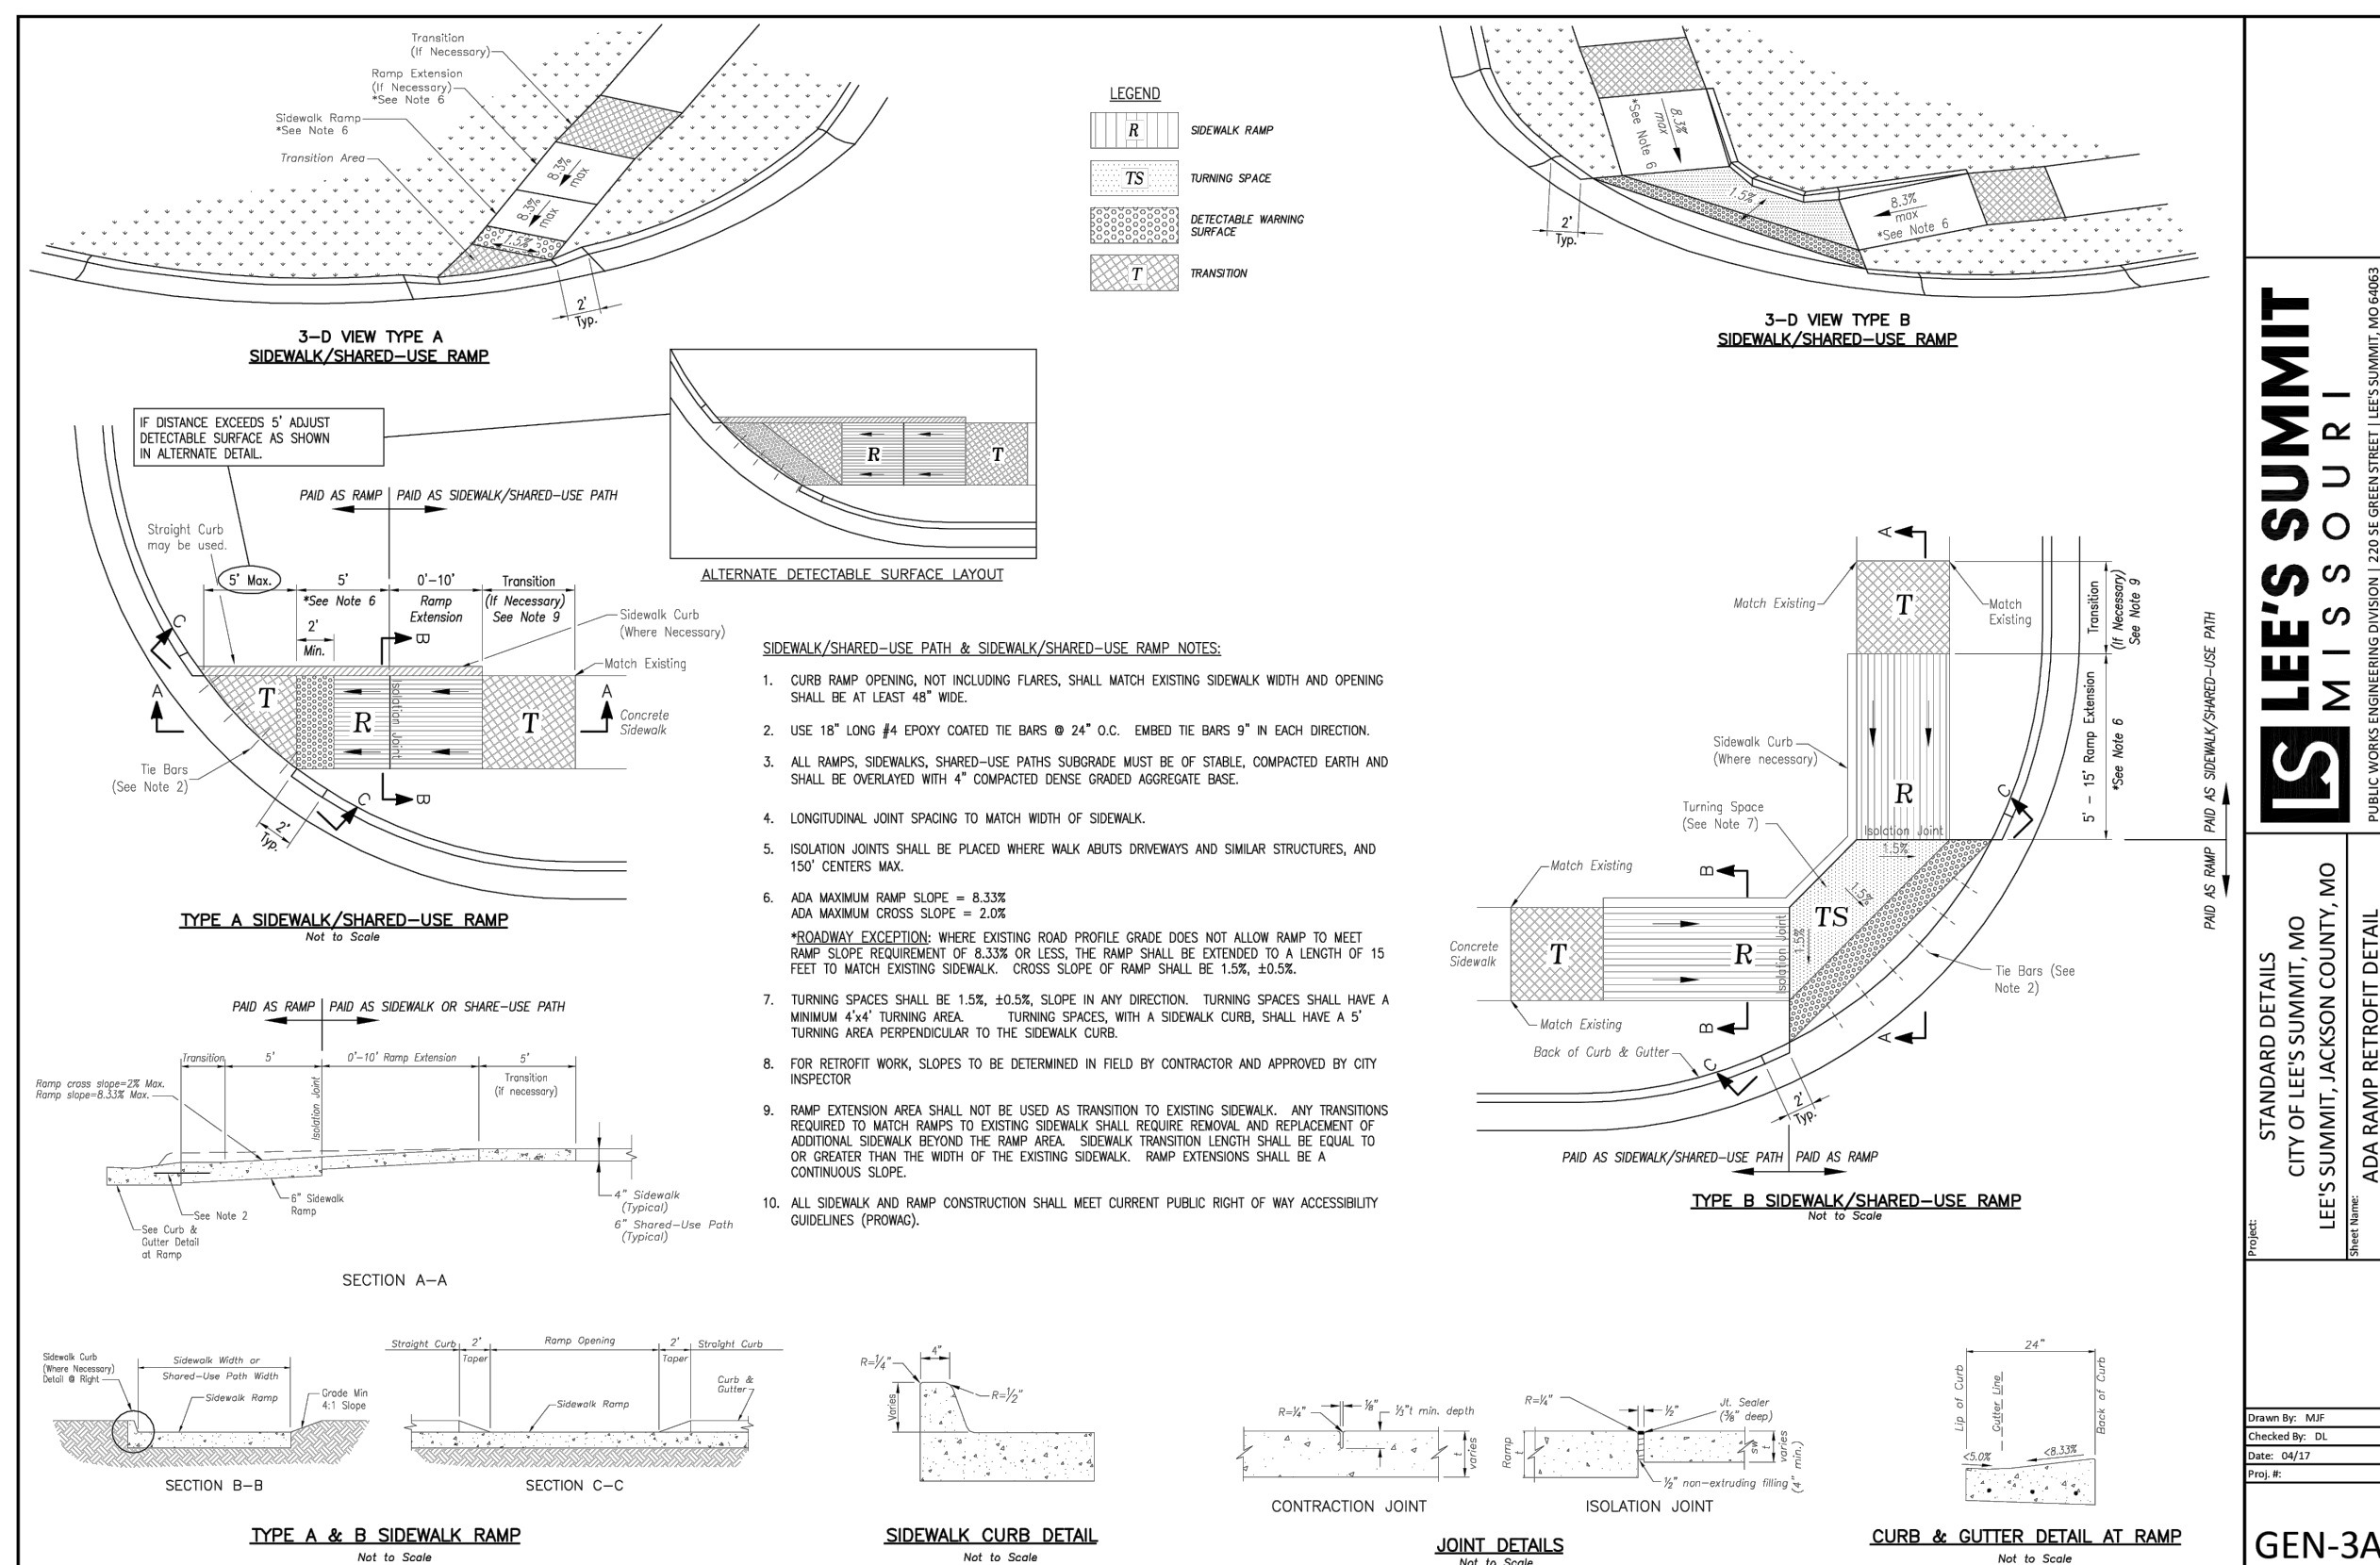 Transition
(If Necessary)
Ramp Extension
(If Necessary)
*See Note 6
Sidewalk Ramp
*See Note 6
Transition Area
8.3%
max
8.3%
max
1.5%
2'
Typ.
3-D VIEW TYPE A
SIDEWALK/SHARED-USE RAMP
LEGEND
R
SIDEWALK RAMP
TS
TURNING SPACE
DETECTABLE WARNING
SURFACE
T
TRANSITION
8.3%
max
*See Note 6
1.5%
8.3%
max
*See Note 6
2'
Typ.
3-D VIEW TYPE B
SIDEWALK/SHARED-USE RAMP
IF DISTANCE EXCEEDS 5' ADJUST
DETECTABLE SURFACE AS SHOWN
IN ALTERNATE DETAIL.
R
T
ALTERNATE DETECTABLE SURFACE LAYOUT
PAID AS RAMP
PAID AS SIDEWALK/SHARED-USE PATH
Straight Curb
may be used.
5' Max.
5'
*See Note 6
0'-10'
Ramp
Extension
Transition
(If Necessary)
See Note 9
2'
Min.
B
Sidewalk Curb
(Where Necessary)
Match Existing
C
A
T
R
Isolation Joint
T
A
Concrete
Sidewalk
Tie Bars
(See Note 2)
C
B
2'
Typ.
TYPE A SIDEWALK/SHARED-USE RAMP
Not to Scale
SIDEWALK/SHARED-USE PATH & SIDEWALK/SHARED-USE RAMP NOTES:
1. CURB RAMP OPENING, NOT INCLUDING FLARES, SHALL MATCH EXISTING SIDEWALK WIDTH AND OPENING
SHALL BE AT LEAST 48" WIDE.
2. USE 18" LONG #4 EPOXY COATED TIE BARS @ 24" O.C. EMBED TIE BARS 9" IN EACH DIRECTION.
3. ALL RAMPS, SIDEWALKS, SHARED-USE PATHS SUBGRADE MUST BE OF STABLE, COMPACTED EARTH AND
SHALL BE OVERLAYED WITH 4" COMPACTED DENSE GRADED AGGREGATE BASE.
4. LONGITUDINAL JOINT SPACING TO MATCH WIDTH OF SIDEWALK.
5. ISOLATION JOINTS SHALL BE PLACED WHERE WALK ABUTS DRIVEWAYS AND SIMILAR STRUCTURES, AND
150' CENTERS MAX.
6. ADA MAXIMUM RAMP SLOPE = 8.33%
ADA MAXIMUM CROSS SLOPE = 2.0%
*ROADWAY EXCEPTION: WHERE EXISTING ROAD PROFILE GRADE DOES NOT ALLOW RAMP TO MEET
RAMP SLOPE REQUIREMENT OF 8.33% OR LESS, THE RAMP SHALL BE EXTENDED TO A LENGTH OF 15
FEET TO MATCH EXISTING SIDEWALK. CROSS SLOPE OF RAMP SHALL BE 1.5%, ±0.5%.
7. TURNING SPACES SHALL BE 1.5%, ±0.5%, SLOPE IN ANY DIRECTION. TURNING SPACES SHALL HAVE A
MINIMUM 4'x4' TURNING AREA. TURNING SPACES, WITH A SIDEWALK CURB, SHALL HAVE A 5'
TURNING AREA PERPENDICULAR TO THE SIDEWALK CURB.
8. FOR RETROFIT WORK, SLOPES TO BE DETERMINED IN FIELD BY CONTRACTOR AND APPROVED BY CITY
INSPECTOR
9. RAMP EXTENSION AREA SHALL NOT BE USED AS TRANSITION TO EXISTING SIDEWALK. ANY TRANSITIONS
REQUIRED TO MATCH RAMPS TO EXISTING SIDEWALK SHALL REQUIRE REMOVAL AND REPLACEMENT OF
ADDITIONAL SIDEWALK BEYOND THE RAMP AREA. SIDEWALK TRANSITION LENGTH SHALL BE EQUAL TO
OR GREATER THAN THE WIDTH OF THE EXISTING SIDEWALK. RAMP EXTENSIONS SHALL BE A
CONTINUOUS SLOPE.
10. ALL SIDEWALK AND RAMP CONSTRUCTION SHALL MEET CURRENT PUBLIC RIGHT OF WAY ACCESSIBILITY
GUIDELINES (PROWAG).
A
Match Existing
T
Match
Existing
Transition
(If Necessary)
See Note 9
PAID AS SIDEWALK/SHARED-USE PATH
PAID AS RAMP
Sidewalk Curb
(Where necessary)
5' - 15' Ramp Extension
*See Note 6
R
Isolation Joint
C
Turning Space
(See Note 7)
1.5%
1.5%
1.5%
TS
Match Existing
B
Concrete
Sidewalk
T
R
Isolation Joint
Tie Bars (See
Note 2)
Match Existing
B
A
Back of Curb & Gutter
C
2'
Typ.
PAID AS SIDEWALK/SHARED-USE PATH
PAID AS RAMP
TYPE B SIDEWALK/SHARED-USE RAMP
Not to Scale
PAID AS RAMP
PAID AS SIDEWALK OR SHARE-USE PATH
Transition
5'
0'-10' Ramp Extension
5'
Transition
(if necessary)
Ramp cross slope=2% Max.
Ramp slope=8.33% Max.
Isolation Joint
6" Sidewalk
Ramp
See Note 2
See Curb &
Gutter Detail
at Ramp
4" Sidewalk
(Typical)
6" Shared-Use Path
(Typical)
SECTION A-A
Sidewalk Curb
(Where Necessary)
Detail @ Right
Sidewalk Width or
Shared-Use Path Width
Sidewalk Ramp
Grade Min
4:1 Slope
SECTION B-B
Straight Curb
2'
Taper
Ramp Opening
2'
Taper
Straight Curb
Curb &
Gutter
Sidewalk Ramp
SECTION C-C
TYPE A & B SIDEWALK RAMP
Not to Scale
4"
R=¼"
R=½"
Varies
SIDEWALK CURB DETAIL
Not to Scale
R=¼"
⅛"
⅓"t min. depth
t
varies
CONTRACTION JOINT
R=¼"
½"
Jt. Sealer
(⅜" deep)
Ramp
t
sw
t
varies
(4" min.)
½" non-extruding filling
ISOLATION JOINT
JOINT DETAILS
Not to Scale
24"
Lip of Curb
Gutter Line
Back of Curb
<5.0%
<8.33%
CURB & GUTTER DETAIL AT RAMP
Not to Scale
LS
LEE'S SUMMIT
MISSOURI
PUBLIC WORKS ENGINEERING DIVISION | 220 SE GREEN STREET | LEE'S SUMMIT, MO 64063
Project:
STANDARD DETAILS
CITY OF LEE'S SUMMIT, MO
LEE'S SUMMIT, JACKSON COUNTY, MO
Sheet Name:
ADA RAMP RETROFIT DETAIL
Drawn By: MJF
Checked By: DL
Date: 04/17
Proj. #:
GEN-3A